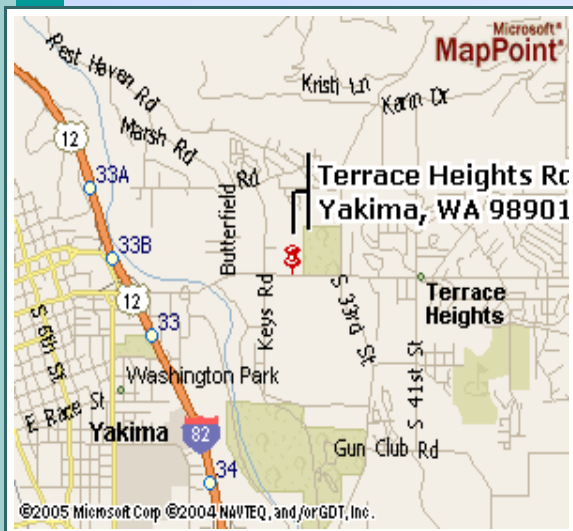 Microsoft®
MapPoint®
Rest Haven Rd
Krish Ln
Karin Dr
Marsh Rd
12
33A
Rd
Terrace Heights Rd
Yakima, WA 98901
Butterfield
33B
12
Keys Rd
S 33rd St
Terrace
Heights
33
S 6th St
S 41st St
Washington Park
E Race St
Yakima
82
Gun Club Rd
34
©2005 Microsoft Corp ©2004 NAVTEQ, and/or GDT, Inc.